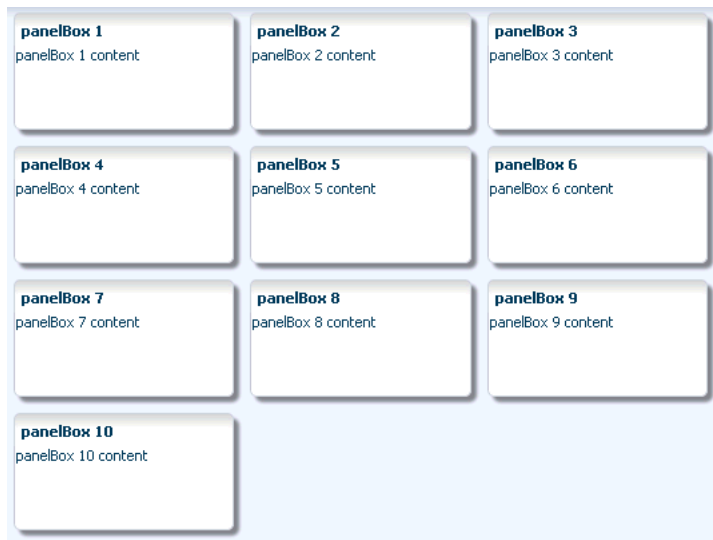 panelBox 1
panelBox 1 content
panelBox 2
panelBox 2 content
panelBox 3
panelBox 3 content
panelBox 4
panelBox 4 content
panelBox 5
panelBox 5 content
panelBox 6
panelBox 6 content
panelBox 7
panelBox 7 content
panelBox 8
panelBox 8 content
panelBox 9
panelBox 9 content
panelBox 10
panelBox 10 content